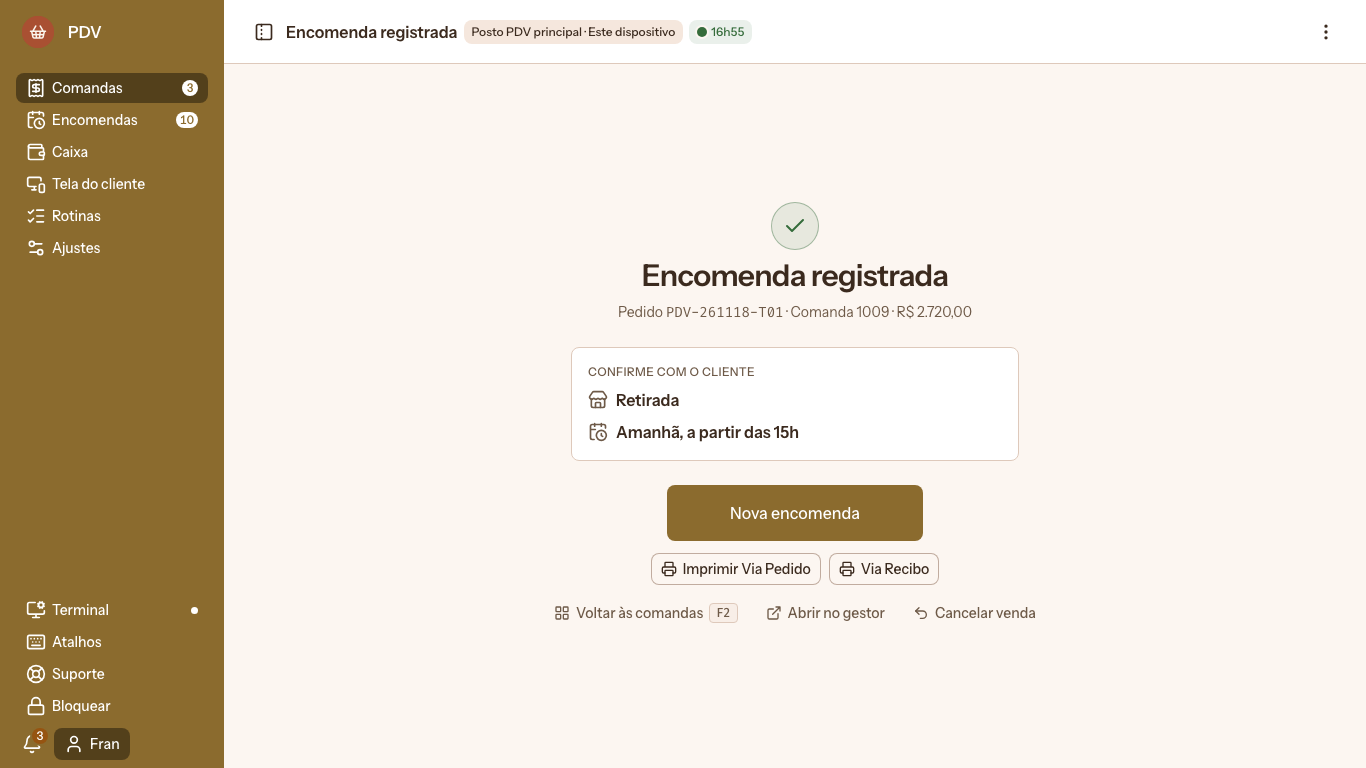 PDV
Encomenda registrada
Posto PDV principal · Este dispositivo
16h55
Comandas 3
Encomendas 10
Caixa
Tela do cliente
Rotinas
Ajustes
Encomenda registrada
Pedido PDV-261118-T01 · Comanda 1009 · R$ 2.720,00
CONFIRME COM O CLIENTE
Retirada
Amanhã, a partir das 15h
Nova encomenda
Imprimir Via Pedido
Via Recibo
Voltar às comandas F2
Abrir no gestor
Cancelar venda
Terminal
Atalhos
Suporte
Bloquear
3
Fran